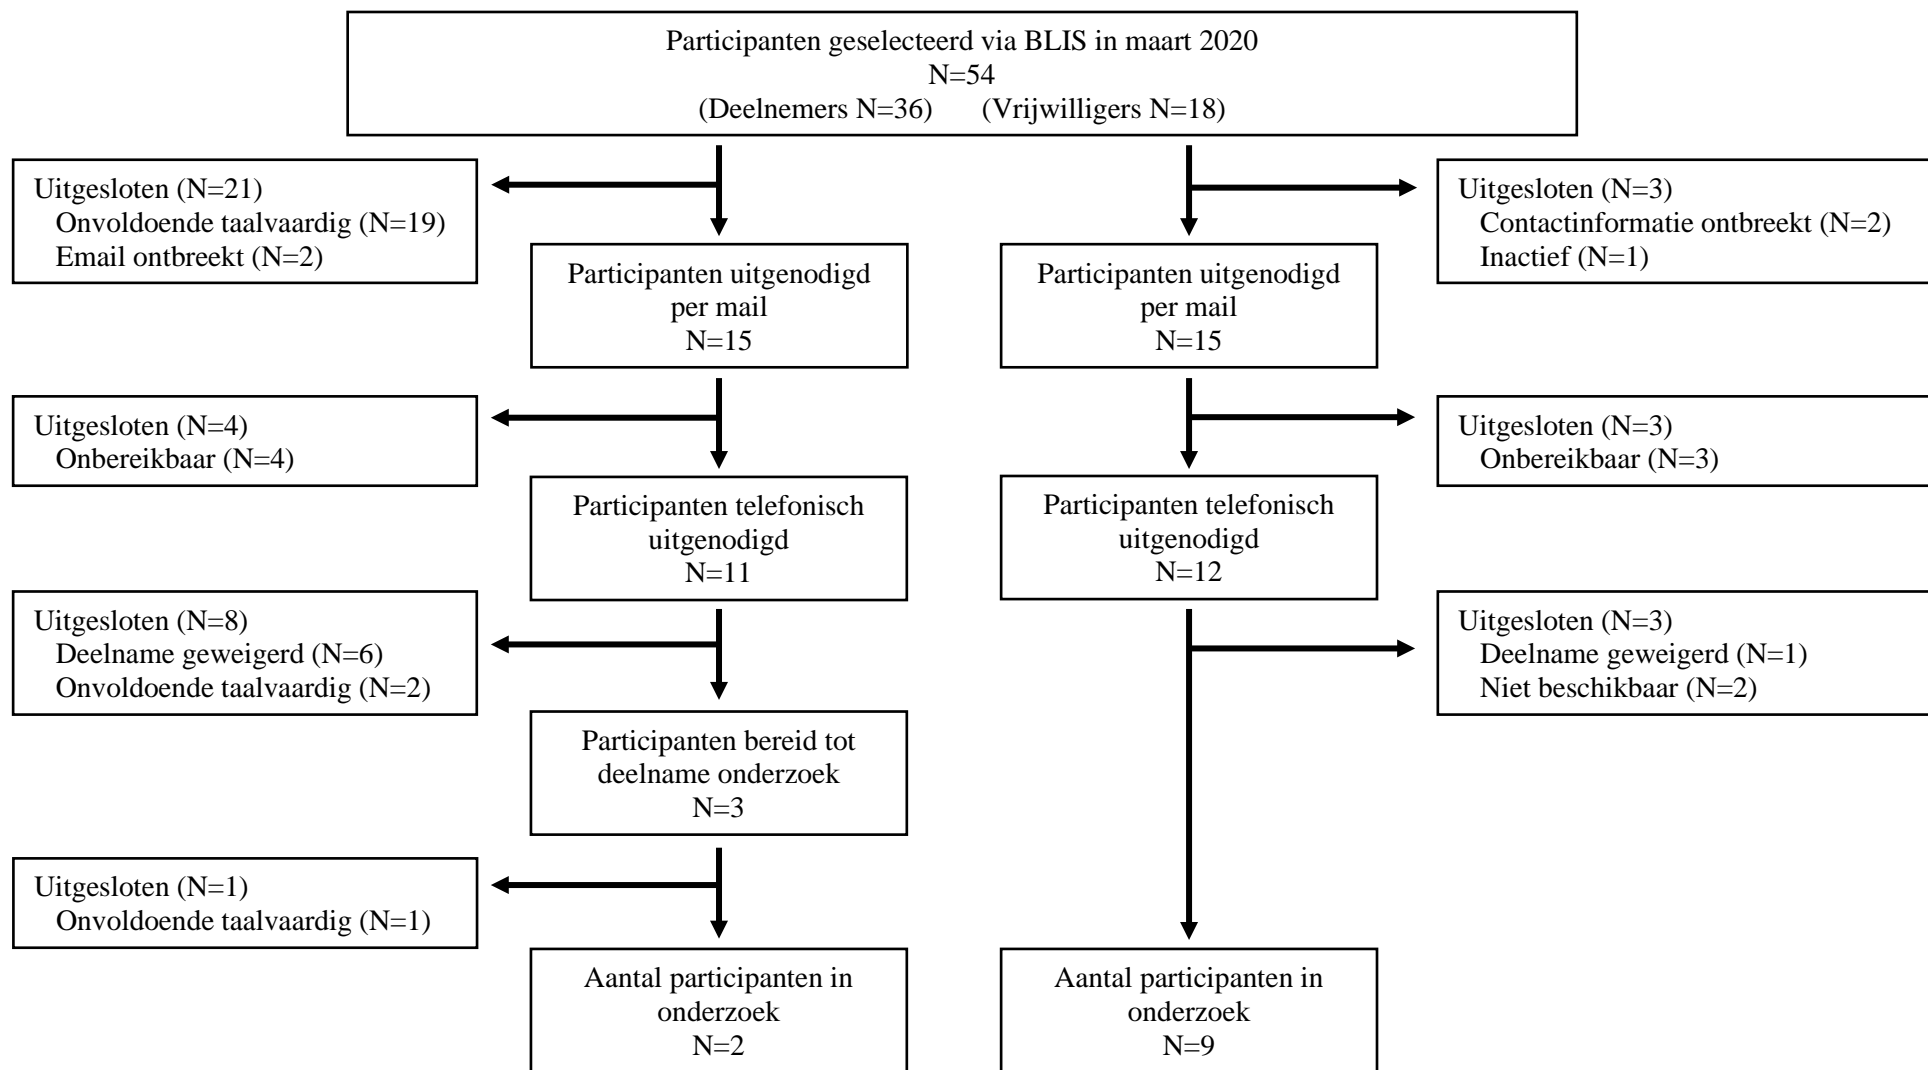 Participanten geselecteerd via BLIS in maart 2020
N=54
(Deelnemers N=36) (Vrijwilligers N=18)
Uitgesloten (N=21)
Onvoldoende taalvaardig (N=19)
Email ontbreekt (N=2)
Uitgesloten (N=3)
Contactinformatie ontbreekt (N=2)
Inactief (N=1)
Participanten uitgenodigd
per mail
N=15
Participanten uitgenodigd
per mail
N=15
Uitgesloten (N=4)
Onbereikbaar (N=4)
Uitgesloten (N=3)
Onbereikbaar (N=3)
Participanten telefonisch
uitgenodigd
N=11
Participanten telefonisch
uitgenodigd
N=12
Uitgesloten (N=8)
Deelname geweigerd (N=6)
Onvoldoende taalvaardig (N=2)
Uitgesloten (N=3)
Deelname geweigerd (N=1)
Niet beschikbaar (N=2)
Participanten bereid tot
deelname onderzoek
N=3
Uitgesloten (N=1)
Onvoldoende taalvaardig (N=1)
Aantal participanten in
onderzoek
N=2
Aantal participanten in
onderzoek
N=9